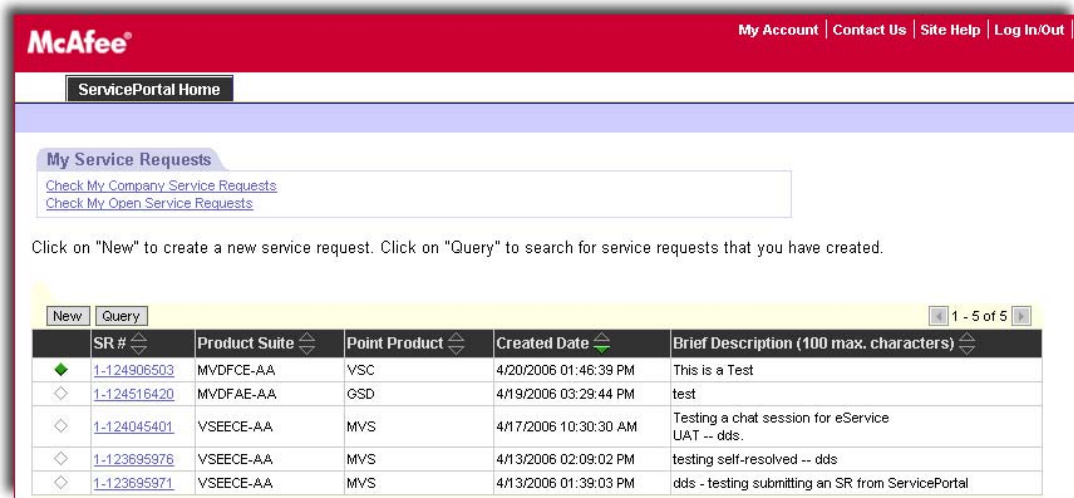 McAfee®
My Account | Contact Us | Site Help | Log In/Out |
ServicePortal Home
My Service Requests
Check My Company Service Requests
Check My Open Service Requests
Click on "New" to create a new service request. Click on "Query" to search for service requests that you have created.
New Query 1 - 5 of 5
SR # Product Suite Point Product Created Date Brief Description (100 max. characters)
1-124906503 MVDFCE-AA VSC 4/20/2006 01:46:39 PM This is a Test
1-124516420 MVDFAE-AA GSD 4/19/2006 03:29:44 PM test
1-124045401 VSEECE-AA MVS 4/17/2006 10:30:30 AM Testing a chat session for eService
UAT -- dds.
1-123695976 VSEECE-AA MVS 4/13/2006 02:09:02 PM testing self-resolved -- dds
1-123695971 VSEECE-AA MVS 4/13/2006 01:39:03 PM dds - testing submitting an SR from ServicePortal